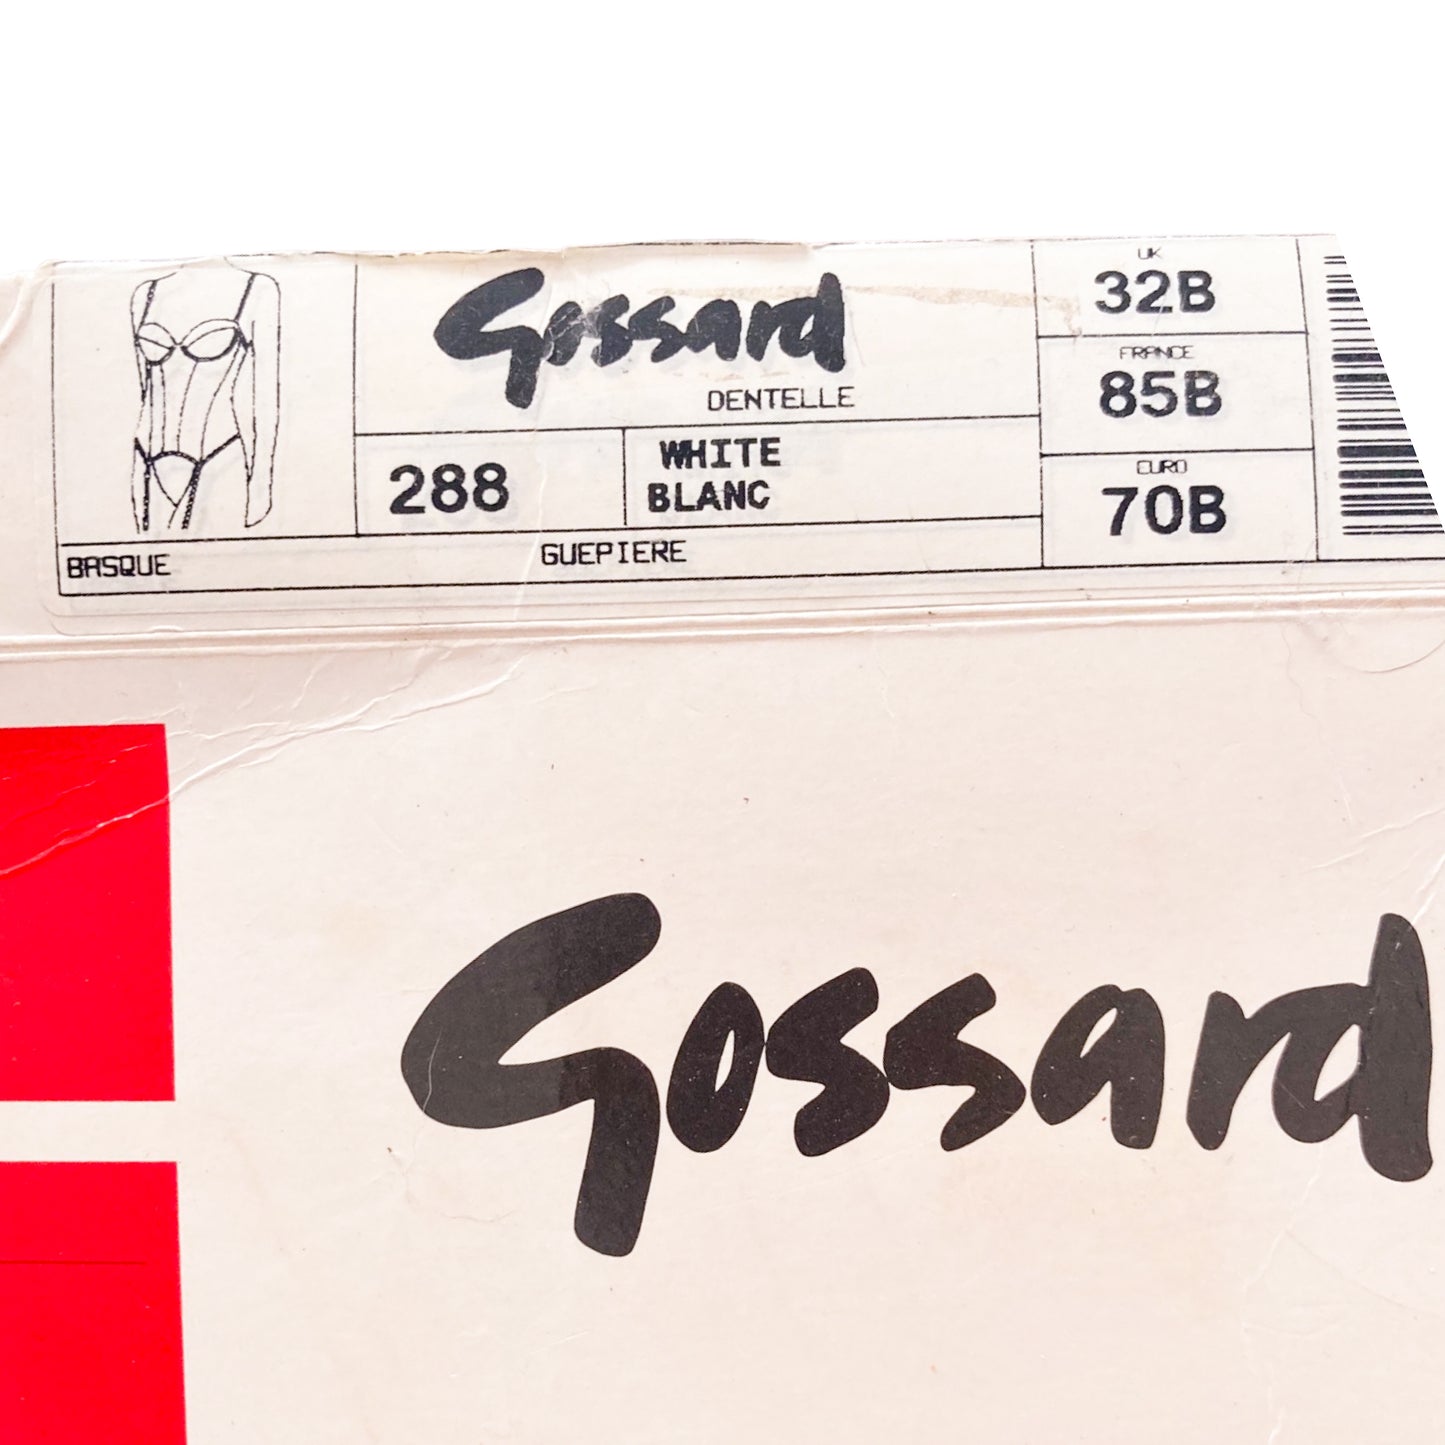 Gossard
DENTELLE
288
WHITE
BLANC
BASQUE
GUEPIERE
UK
32B
FRANCE
85B
EURO
70B
Gossard